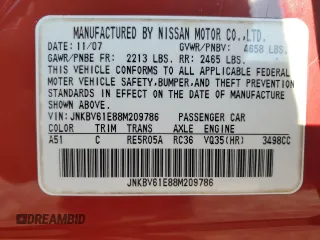 MANUFACTURED BY NISSAN MOTOR CO.,LTD.
DATE: 11/07 GVWR/PNBV: 4658 LBS.
GAWR/PNBE FR: 2213 LBS. RR: 2465 LBS.
THIS VEHICLE CONFORMS TO ALL APPLICABLE FEDERAL
MOTOR VEHICLE SAFETY,BUMPER,AND THEFT PREVENTION
STANDARDS IN EFFECT ON THE DATE OF MANUFACTURE
SHOWN ABOVE.
VIN: JNKBV61E88M209786 PASSENGER CAR
COLOR TRIM TRANS AXLE ENGINE
A51 C RE5R05A RC36 VQ35(HR) 3498CC
JNKBV61E88M209786
AUTOBIDMASTER